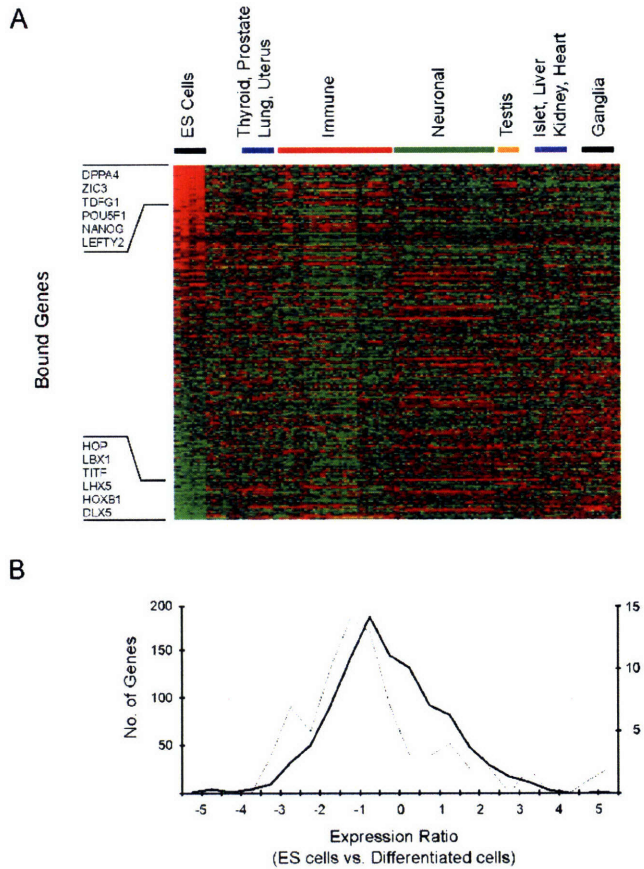 A
ES Cells
Thyroid, Prostate
Lung, Uterus
Immune
Neuronal
Testis
Islet, Liver
Kidney, Heart
Ganglia
Bound Genes
DPPA4
ZIC3
TDFG1
POU5F1
NANOG
LEFTY2
HOP
LBX1
TITF
LHX5
HOXB1
DLX5
B
No. of Genes
200
150
100
50
15
10
5
-5 -4 -3 -2 -1 0 1 2 3 4 5
Expression Ratio
(ES cells vs. Differentiated cells)